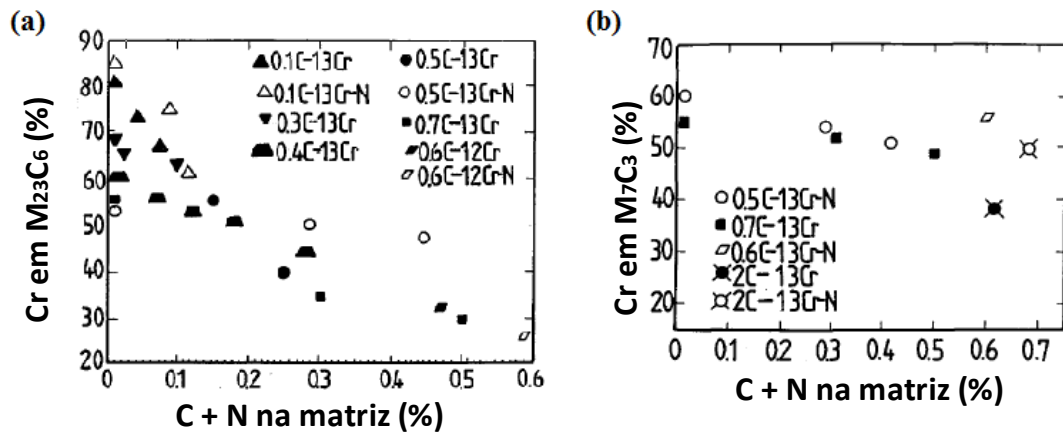 (a)
Cr em M₂₃C₆ (%)
90
80
70
60
50
40
30
20
▲ 0.1C-13Cr
△ 0.1C-13Cr-N
▼ 0.3C-13Cr
0.4C-13Cr
● 0.5C-13Cr
○ 0.5C-13Cr-N
■ 0.7C-13Cr
▰ 0.6C-12Cr
▱ 0.6C-12Cr-N
0 0.1 0.2 0.3 0.4 0.5 0.6
C + N na matriz (%)
(b)
Cr em M₇C₃ (%)
70
60
50
40
30
20
○ 0.5C-13Cr-N
■ 0.7C-13Cr
▱ 0.6C-13Cr-N
2C-13Cr
2C-13Cr-N
0 0.1 0.2 0.3 0.4 0.5 0.6 0.7
C + N na matriz (%)